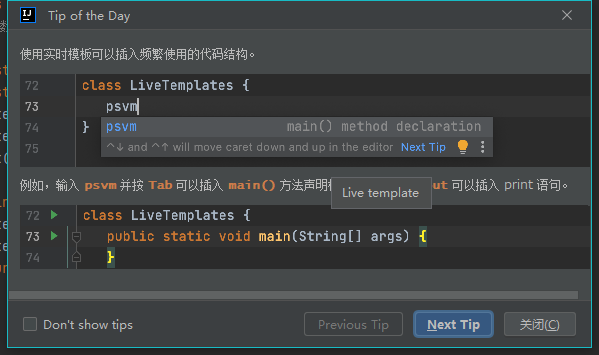 IJ Tip of the Day
使用实时模板可以插入频繁使用的代码结构。
72 class LiveTemplates {
73 psvm
74 }
psvm main() method declaration
75
^↓ and ^↑ will move caret down and up in the editor Next Tip
例如，输入 psvm 并按 Tab 可以插入 main() 方法声明 ut 可以插入 print 语句。
Live template
72 class LiveTemplates {
73 public static void main(String[] args) {
74 }
Don't show tips
Previous Tip
Next Tip
关闭(C)